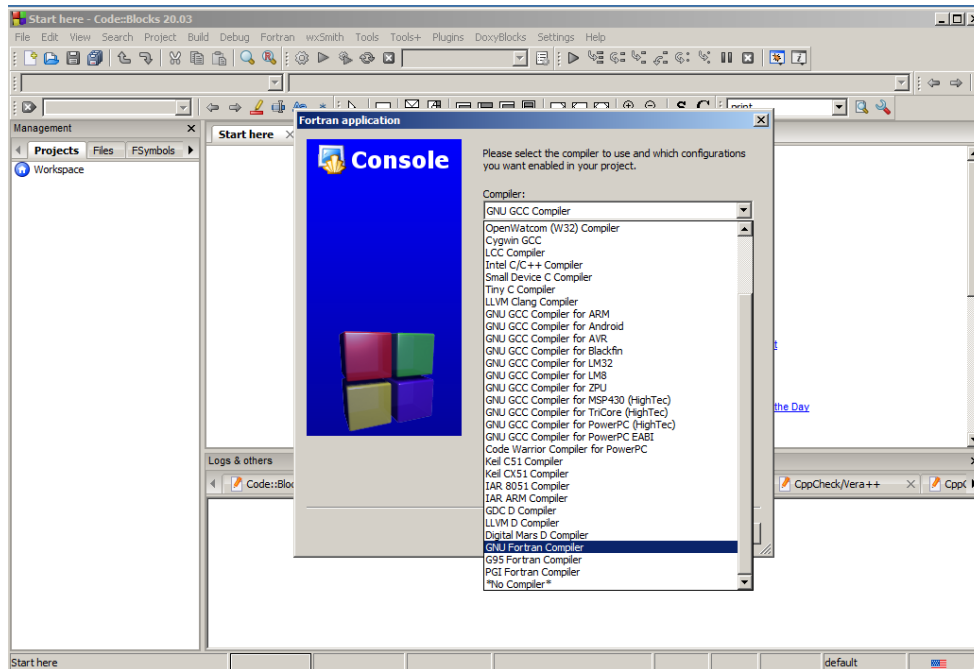 Start here - Code::Blocks 20.03
File Edit View Search Project Build Debug Fortran wxSmith Tools Tools+ Plugins DoxyBlocks Settings Help
S C print
Management
Start here
Projects Files FSymbols
Workspace
Fortran application
Console
Please select the compiler to use and which configurations
you want enabled in your project.
Compiler:
GNU GCC Compiler
OpenWatcom (W32) Compiler
Cygwin GCC
LCC Compiler
Intel C/C++ Compiler
Small Device C Compiler
Tiny C Compiler
LLVM Clang Compiler
GNU GCC Compiler for ARM
GNU GCC Compiler for Android
GNU GCC Compiler for AVR
GNU GCC Compiler for Blackfin
GNU GCC Compiler for LM32
GNU GCC Compiler for LM8
GNU GCC Compiler for ZPU
GNU GCC Compiler for MSP430 (HighTec)
GNU GCC Compiler for TriCore (HighTec)
GNU GCC Compiler for PowerPC (HighTec)
GNU GCC Compiler for PowerPC EABI
Code Warrior Compiler for PowerPC
Keil C51 Compiler
Keil CX51 Compiler
IAR 8051 Compiler
IAR ARM Compiler
GDC D Compiler
LLVM D Compiler
Digital Mars D Compiler
GNU Fortran Compiler
G95 Fortran Compiler
PGI Fortran Compiler
*No Compiler*
the Day
Logs & others
Code::Bloc
CppCheck/Vera++
Start here
default